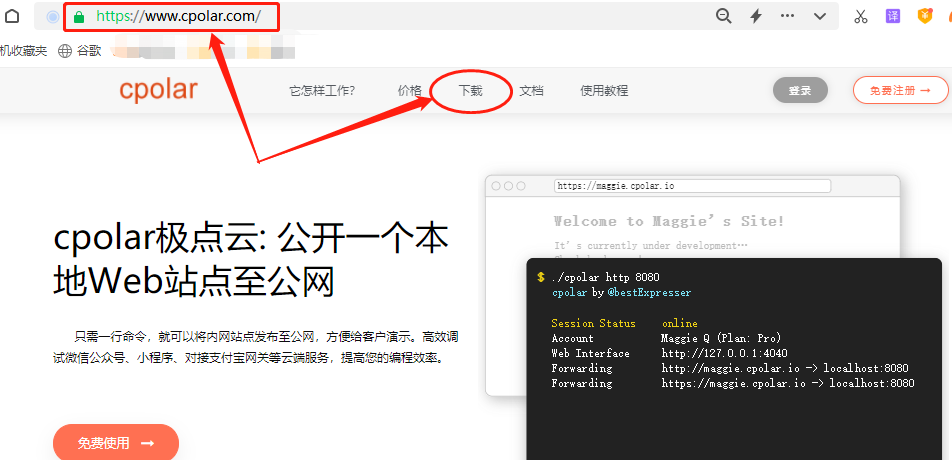 https://www.cpolar.com/
译
机收藏夹 谷歌
cpolar 它怎样工作? 价格 下载 文档 使用教程 登录 免费注册 →
https://maggie.cpolar.io
Welcome to Maggie's Site!
It's currently under development…
cpolar极点云: 公开一个本
地Web站点至公网
只需一行命令，就可以将内网站点发布至公网，方便给客户演示。高效调
试微信公众号、小程序、对接支付宝网关等云端服务，提高您的编程效率。
免费使用 →
$ ./cpolar http 8080
cpolar by @bestExpresser
Session Status online
Account Maggie Q (Plan: Pro)
Web Interface http://127.0.0.1:4040
Forwarding http://maggie.cpolar.io -> localhost:8080
Forwarding https://maggie.cpolar.io -> localhost:8080